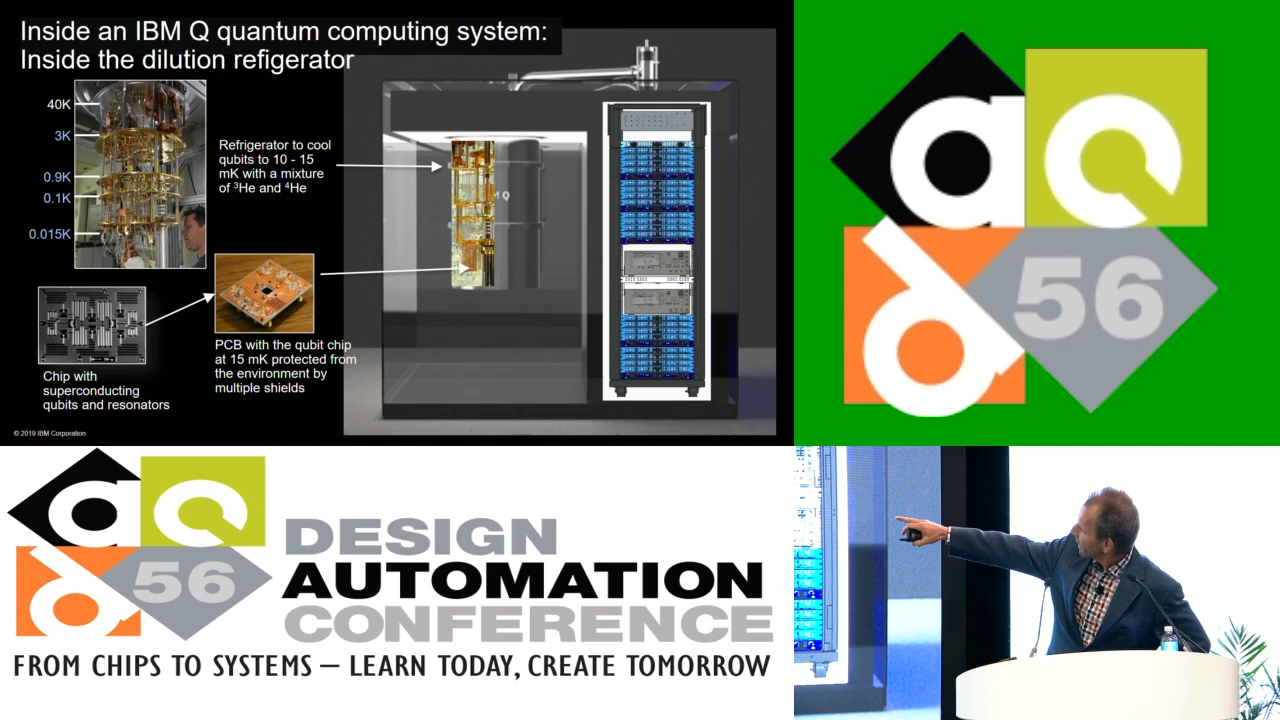 Inside an IBM Q quantum computing system:
Inside the dilution refigerator
40K
3K
0.9K
0.1K
0.015K
Refrigerator to cool
qubits to 10 - 15
mK with a mixture
of ³He and ⁴He
PCB with the qubit chip
at 15 mK protected from
the environment by
multiple shields
Chip with
superconducting
qubits and resonators
© 2019 IBM Corporation
dac
56
dac
56
DESIGN
AUTOMATION
CONFERENCE
FROM CHIPS TO SYSTEMS — LEARN TODAY, CREATE TOMORROW